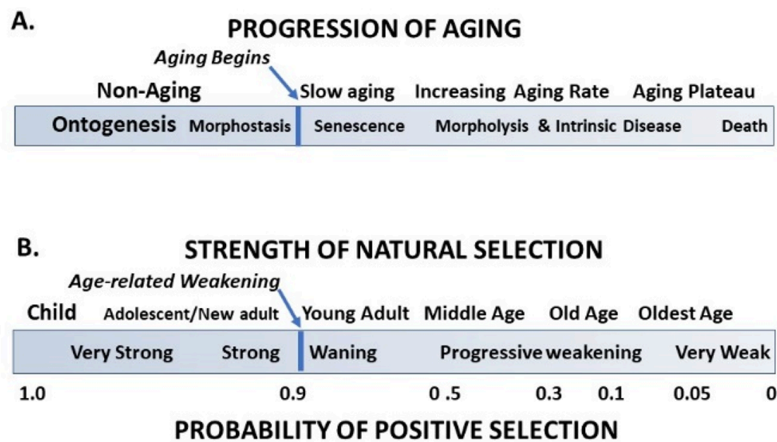 A.
PROGRESSION OF AGING
Aging Begins
Non-Aging Slow aging Increasing Aging Rate Aging Plateau
Ontogenesis Morphostasis Senescence Morpholysis & Intrinsic Disease Death
B.
STRENGTH OF NATURAL SELECTION
Age-related Weakening
Child Adolescent/New adult Young Adult Middle Age Old Age Oldest Age
Very Strong Strong Waning Progressive weakening Very Weak
1.0 0.9 0 .5 0.3 0.1 0.05 0
PROBABILITY OF POSITIVE SELECTION